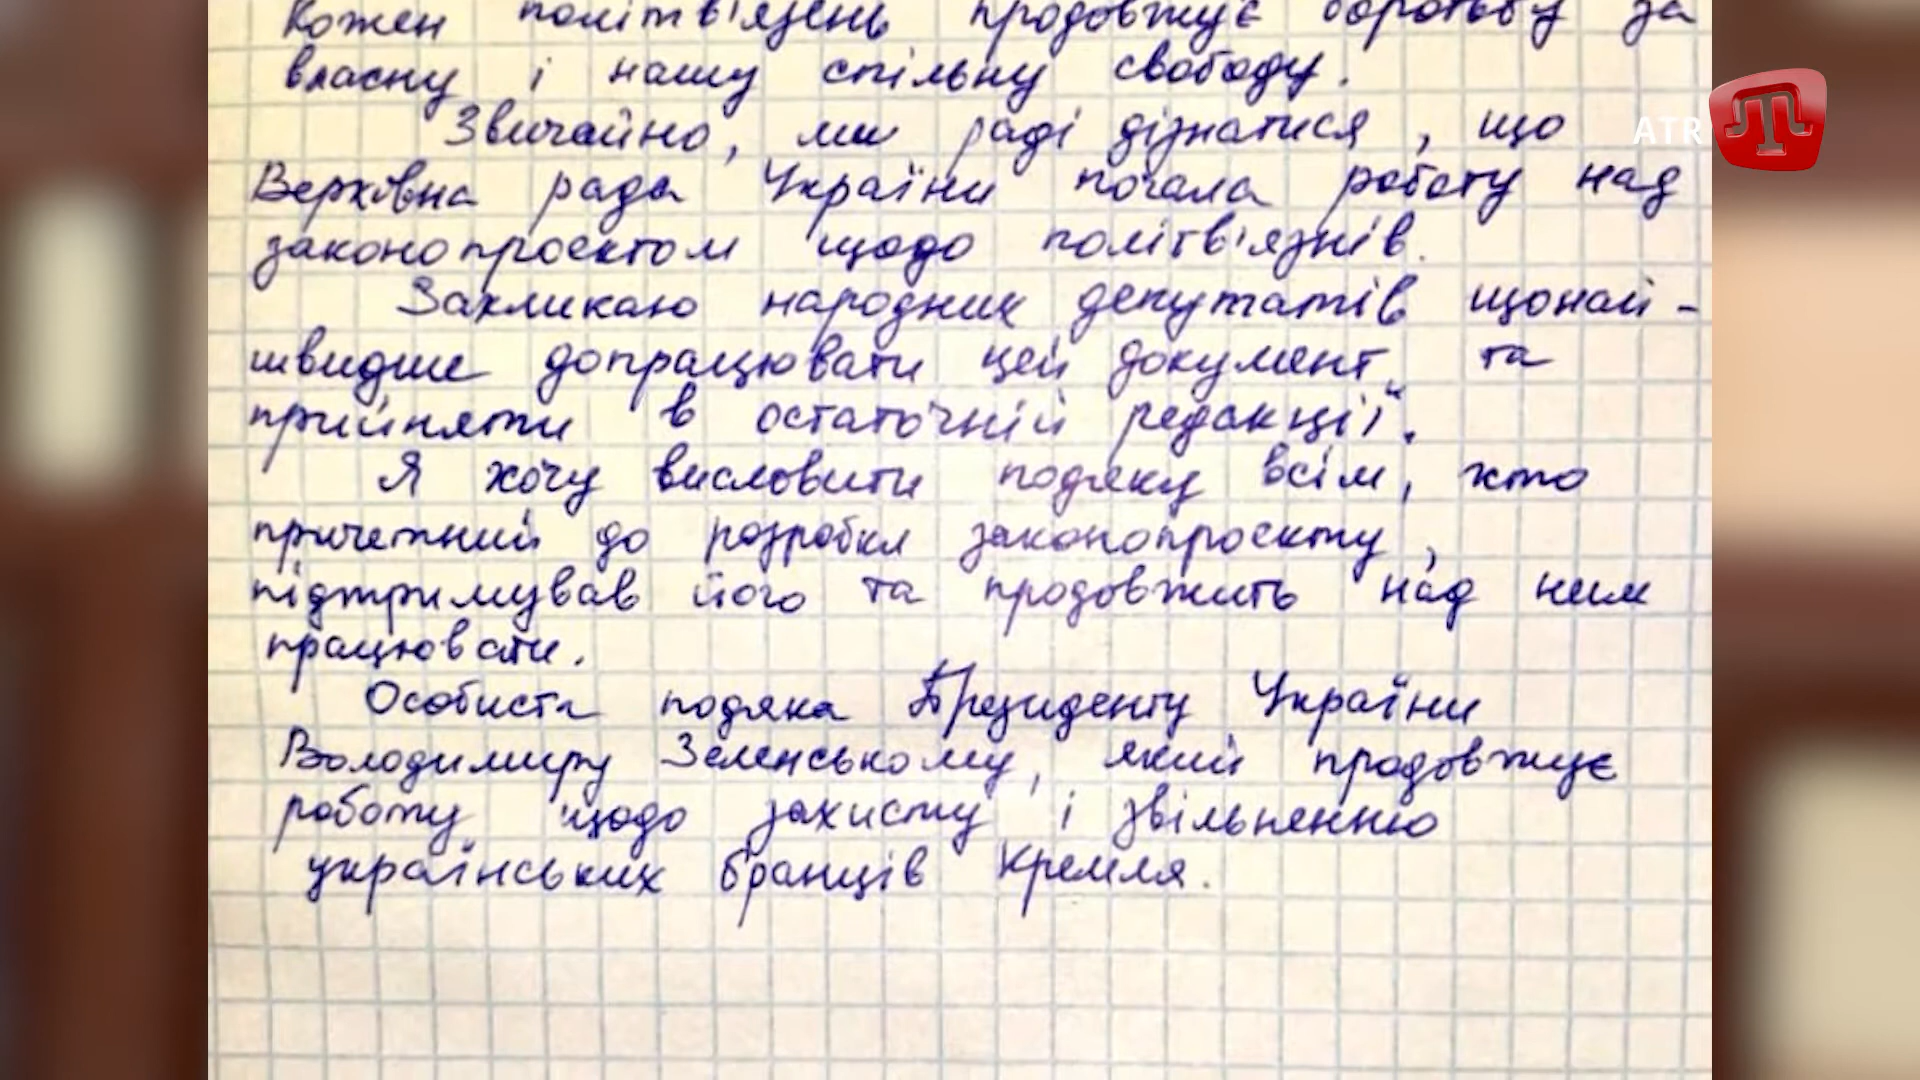 Кожен політв'язень продовжує боротьбу за
власну і нашу спільну свободу.
Звичайно, ми раді дізнатися, що
Верховна рада України почала роботу над
законопроєктом щодо політв'язнів.
Закликаю народних депутатів щонай-
швидше допрацювати цей документ та
прийняти в остаточній редакції.
Я хочу висловити подяку всім, хто
причетний до розробки законопроєкту,
підтримував його та продовжить над ним
працювати.
Особиста подяка Президенту України
Володимиру Зеленському, який продовжує
роботу щодо захисту і звільненню
українських бранців Кремля.
ATR